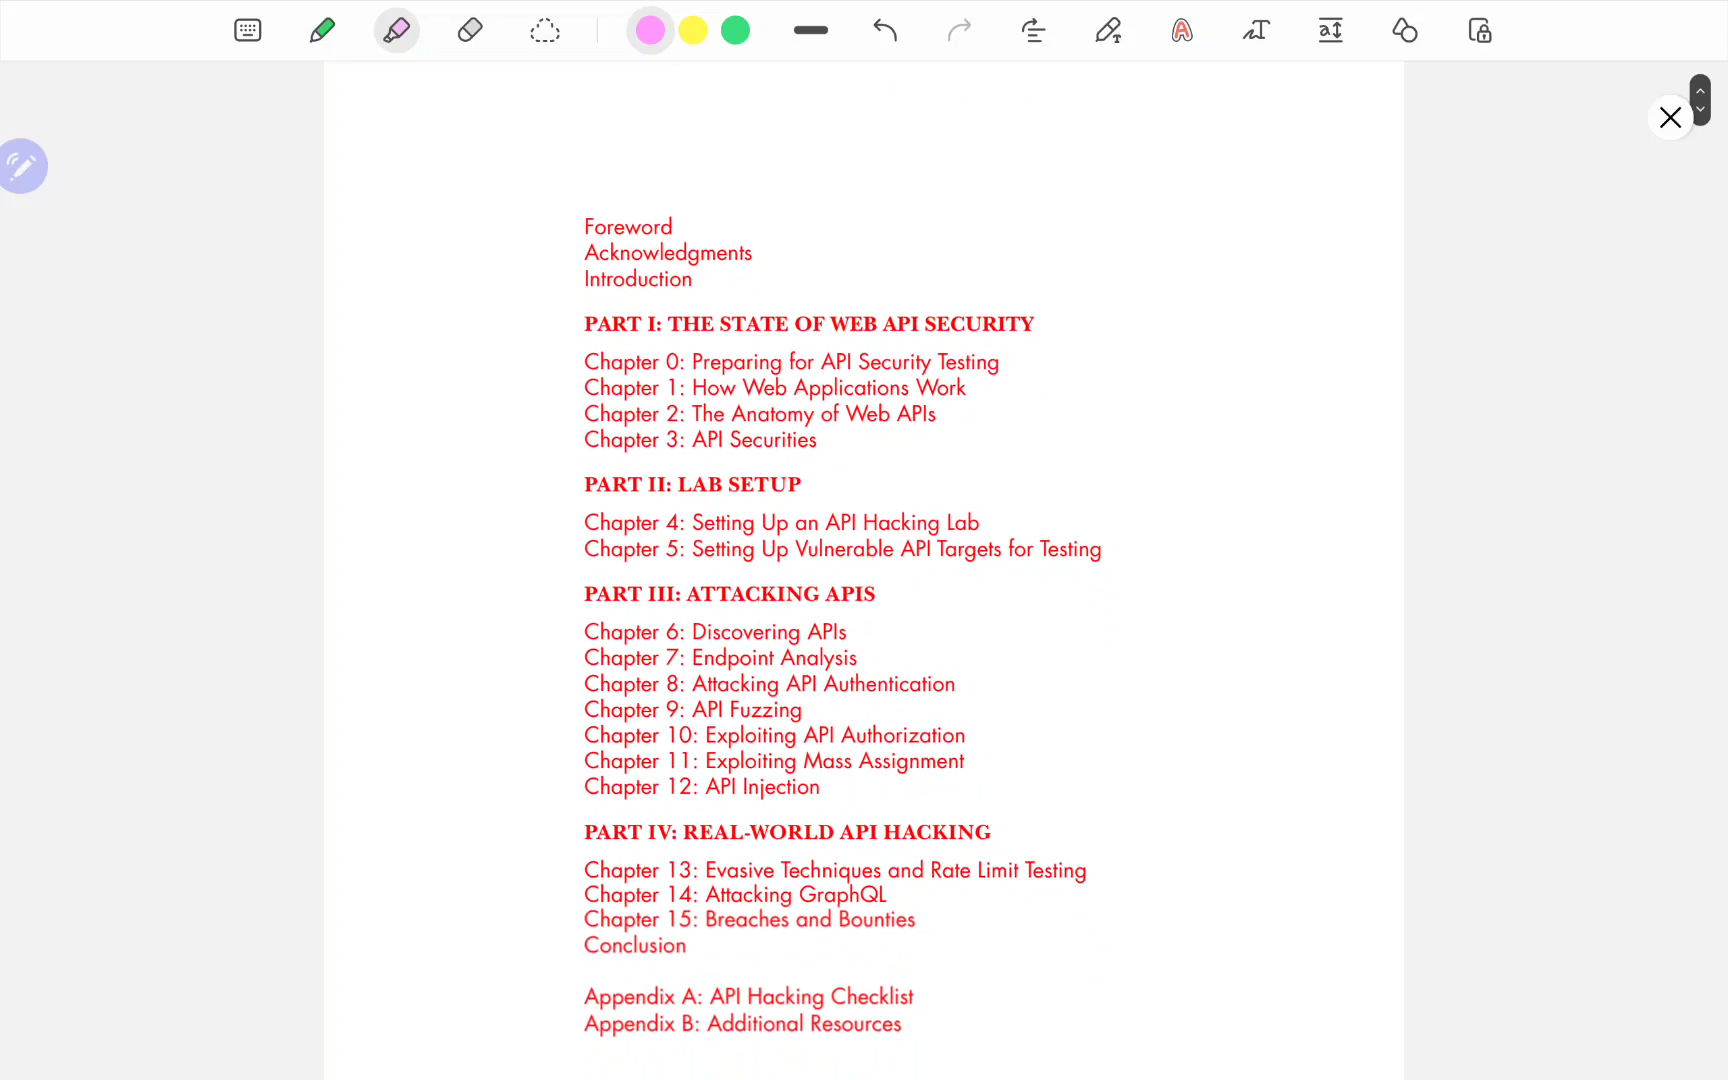 Foreword
Acknowledgments
Introduction
PART I: THE STATE OF WEB API SECURITY
Chapter 0: Preparing for API Security Testing
Chapter 1: How Web Applications Work
Chapter 2: The Anatomy of Web APIs
Chapter 3: API Securities
PART II: LAB SETUP
Chapter 4: Setting Up an API Hacking Lab
Chapter 5: Setting Up Vulnerable API Targets for Testing
PART III: ATTACKING APIS
Chapter 6: Discovering APIs
Chapter 7: Endpoint Analysis
Chapter 8: Attacking API Authentication
Chapter 9: API Fuzzing
Chapter 10: Exploiting API Authorization
Chapter 11: Exploiting Mass Assignment
Chapter 12: API Injection
PART IV: REAL-WORLD API HACKING
Chapter 13: Evasive Techniques and Rate Limit Testing
Chapter 14: Attacking GraphQL
Chapter 15: Breaches and Bounties
Conclusion
Appendix A: API Hacking Checklist
Appendix B: Additional Resources